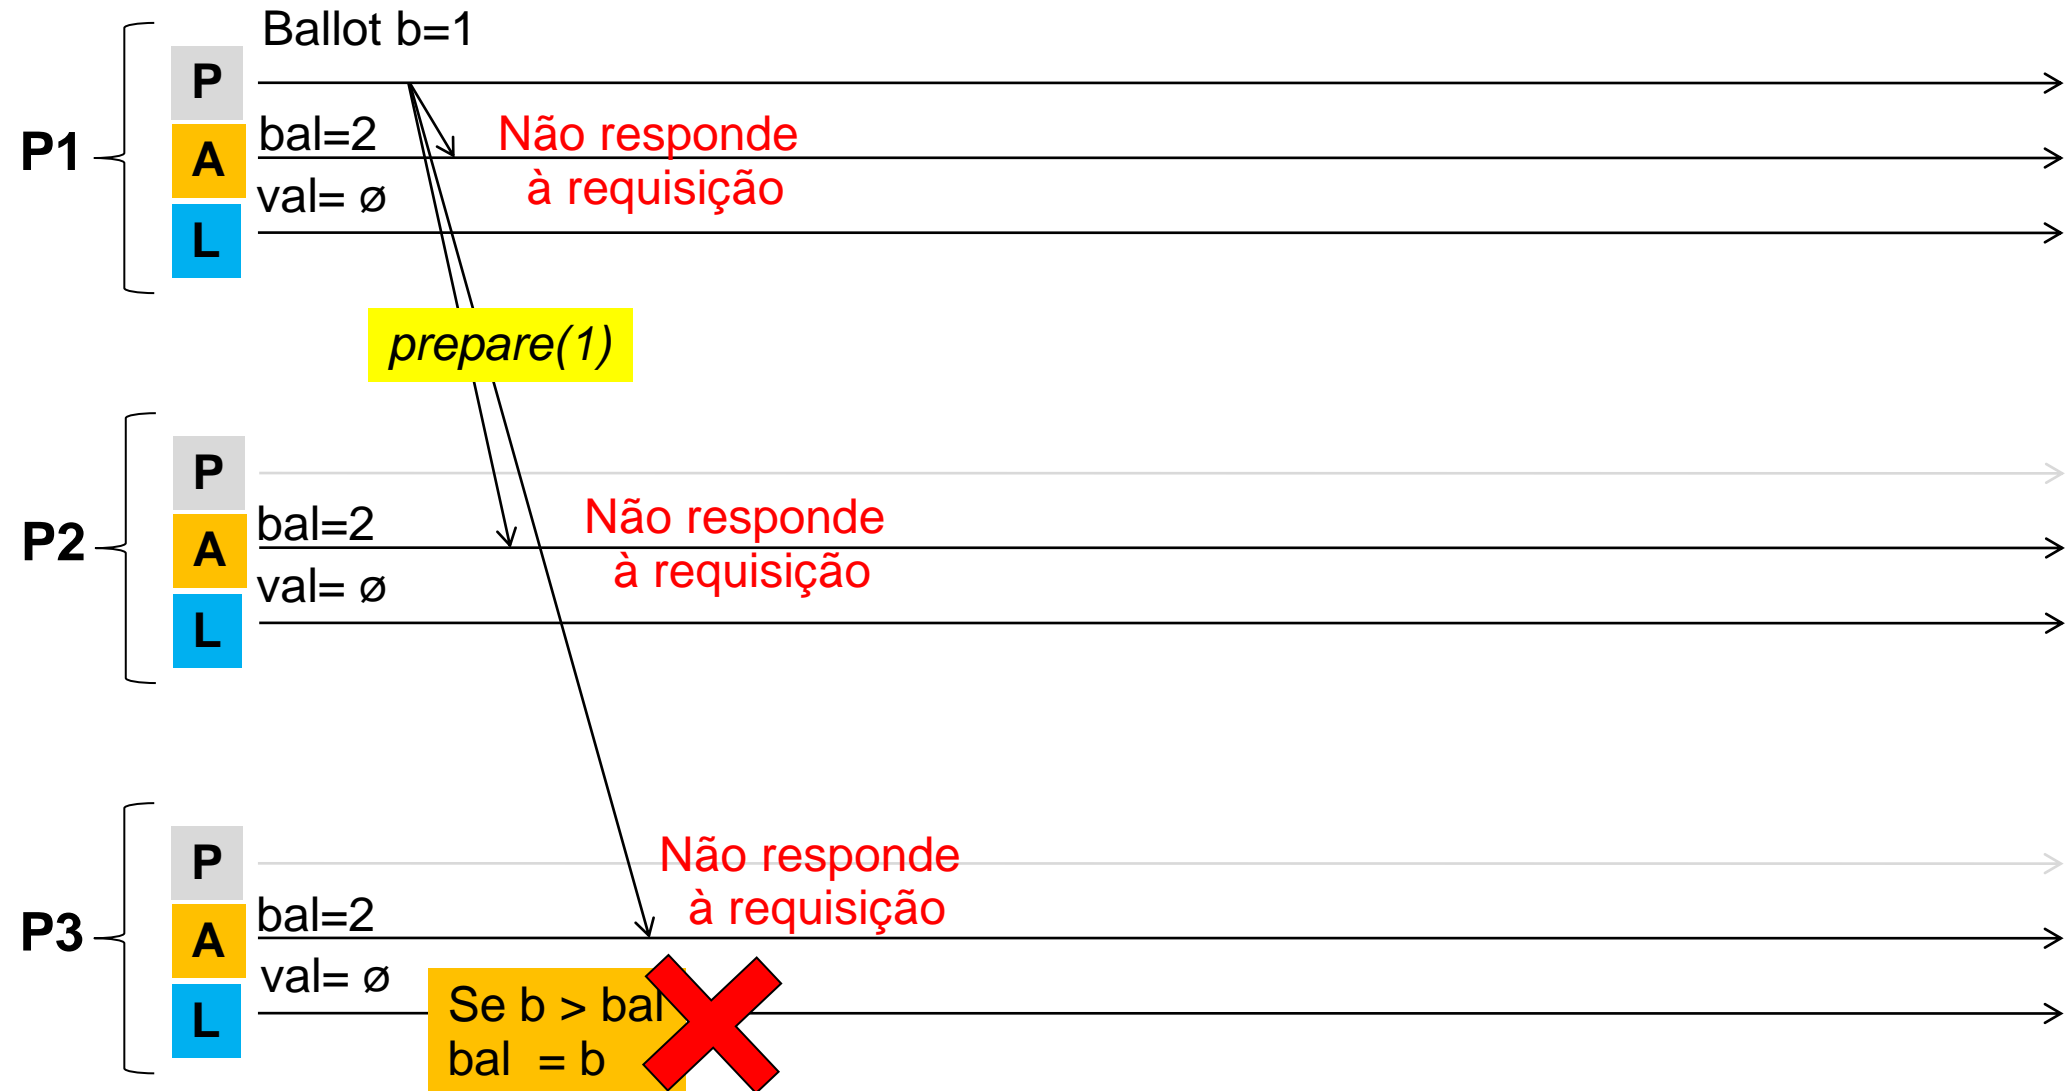 Ballot b=1
P
P1
bal=2
Não responde
A
val= ø
à requisição
L
prepare(1)
P
P2
bal=2
Não responde
A
val= ø
à requisição
L
P
Não responde
P3
bal=2
à requisição
A
val= ø
L
Se b > bal
bal = b